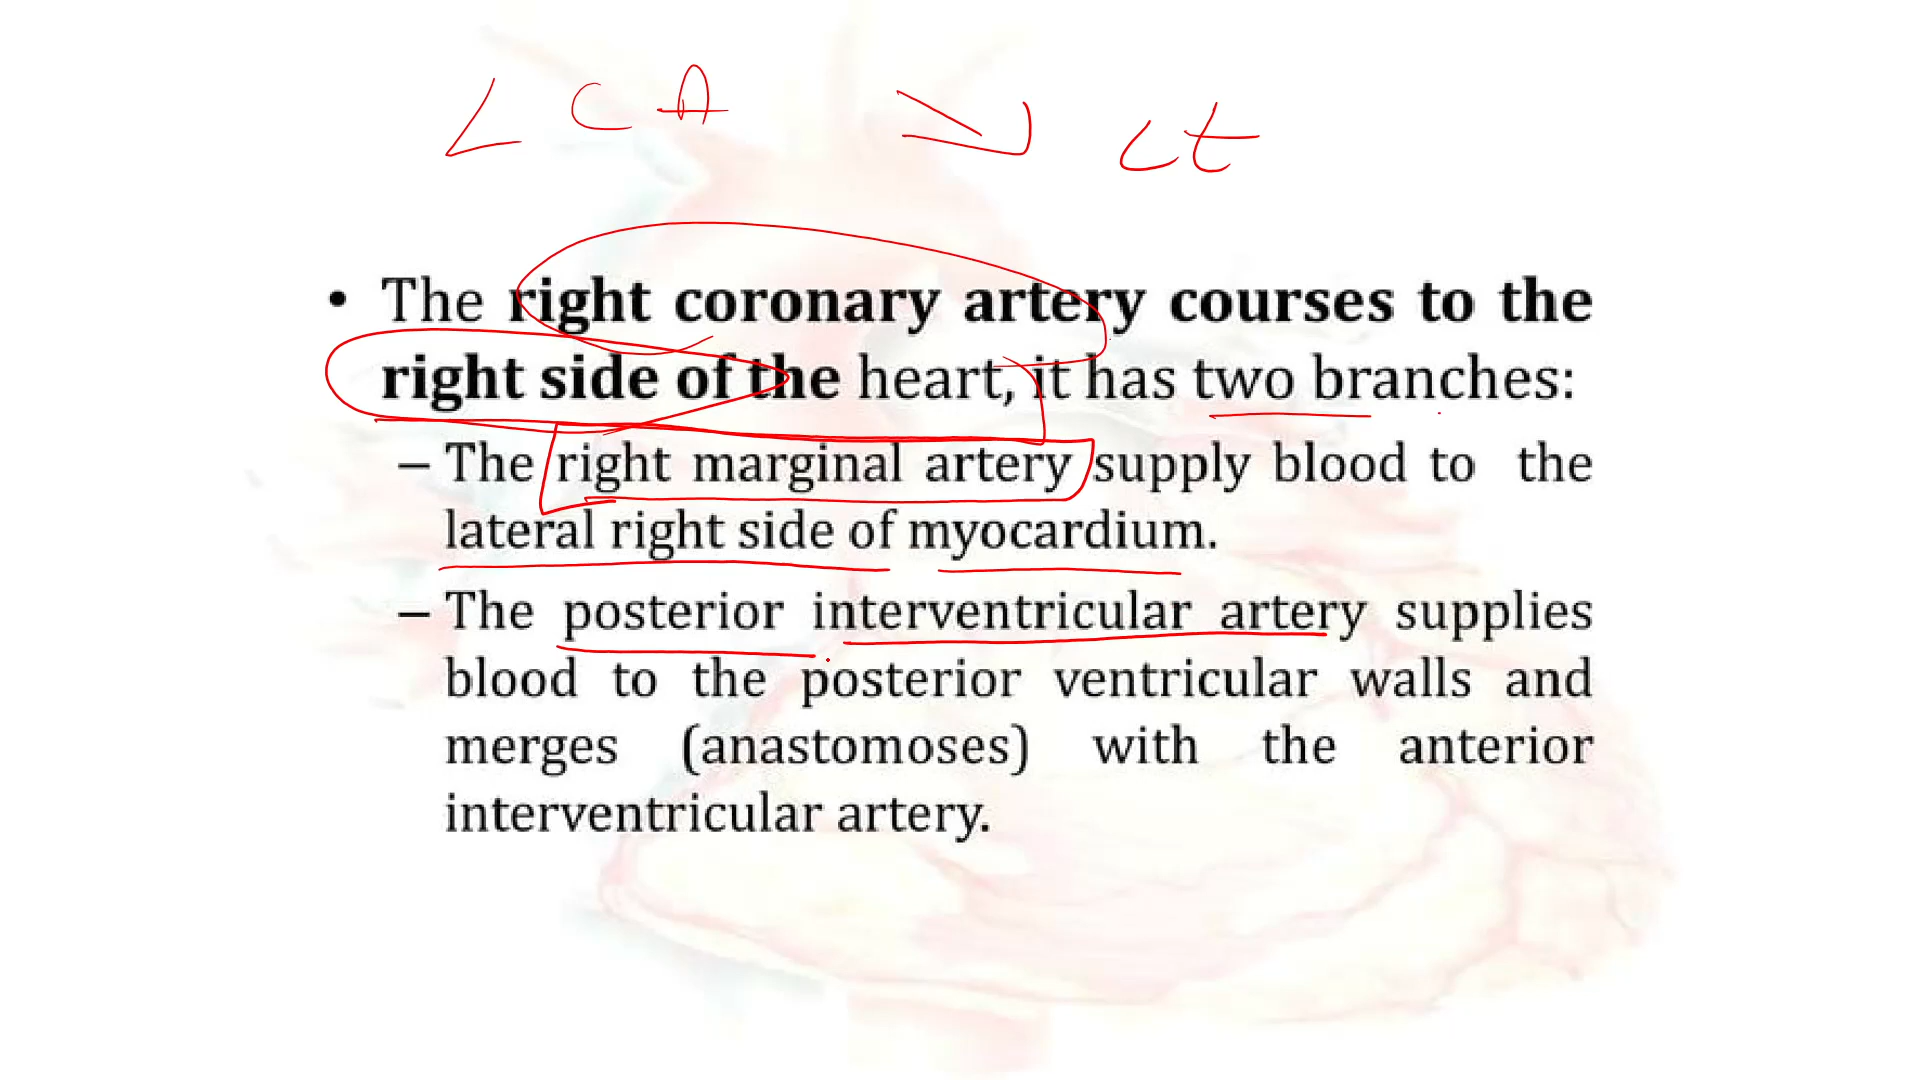 LCA → Lt
• The right coronary artery courses to the
right side of the heart, it has two branches:
– The right marginal artery supply blood to the
lateral right side of myocardium.
– The posterior interventricular artery supplies
blood to the posterior ventricular walls and
merges (anastomoses) with the anterior
interventricular artery.